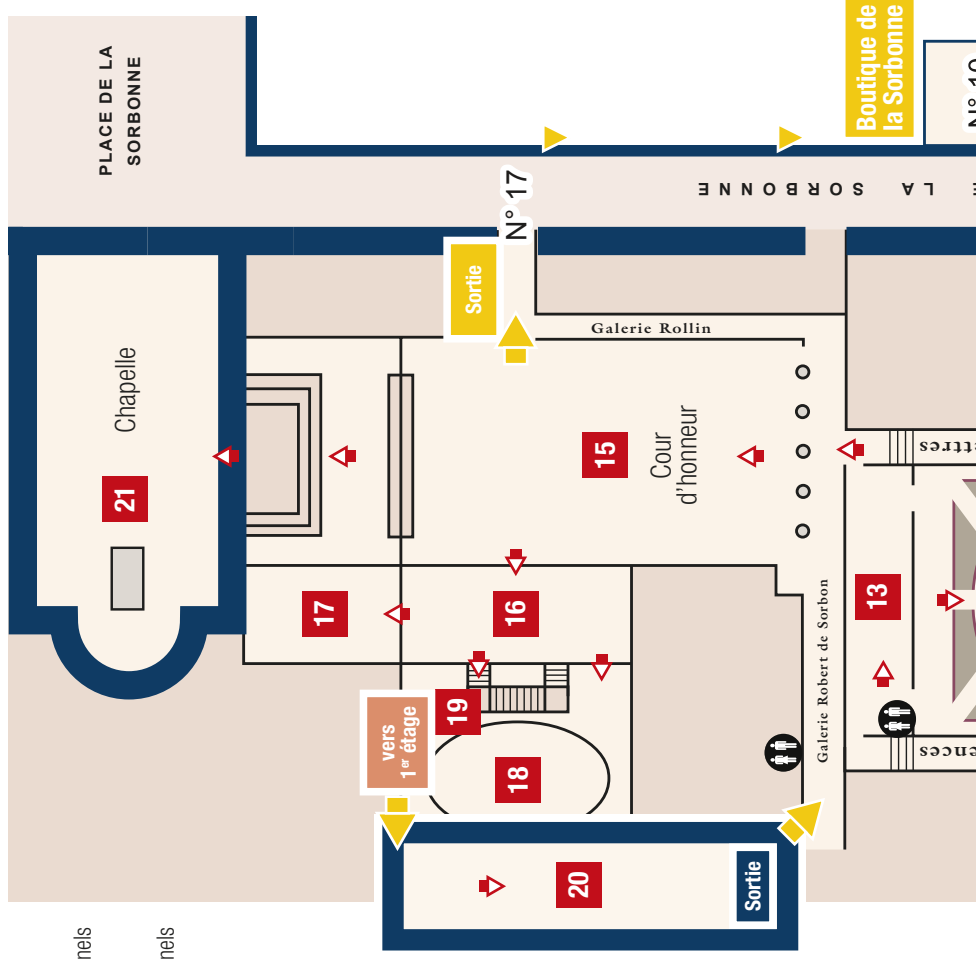 PLACE DE LA
SORBONNE
Boutique de
la Sorbonne
N° 17
LA SORBONNE
Sortie
Galerie Rollin
Chapelle
21
15
Cour
d’honneur
17
16
13
Galerie Robert de Sorbon
vers
1er étage
19
18
20
Sortie